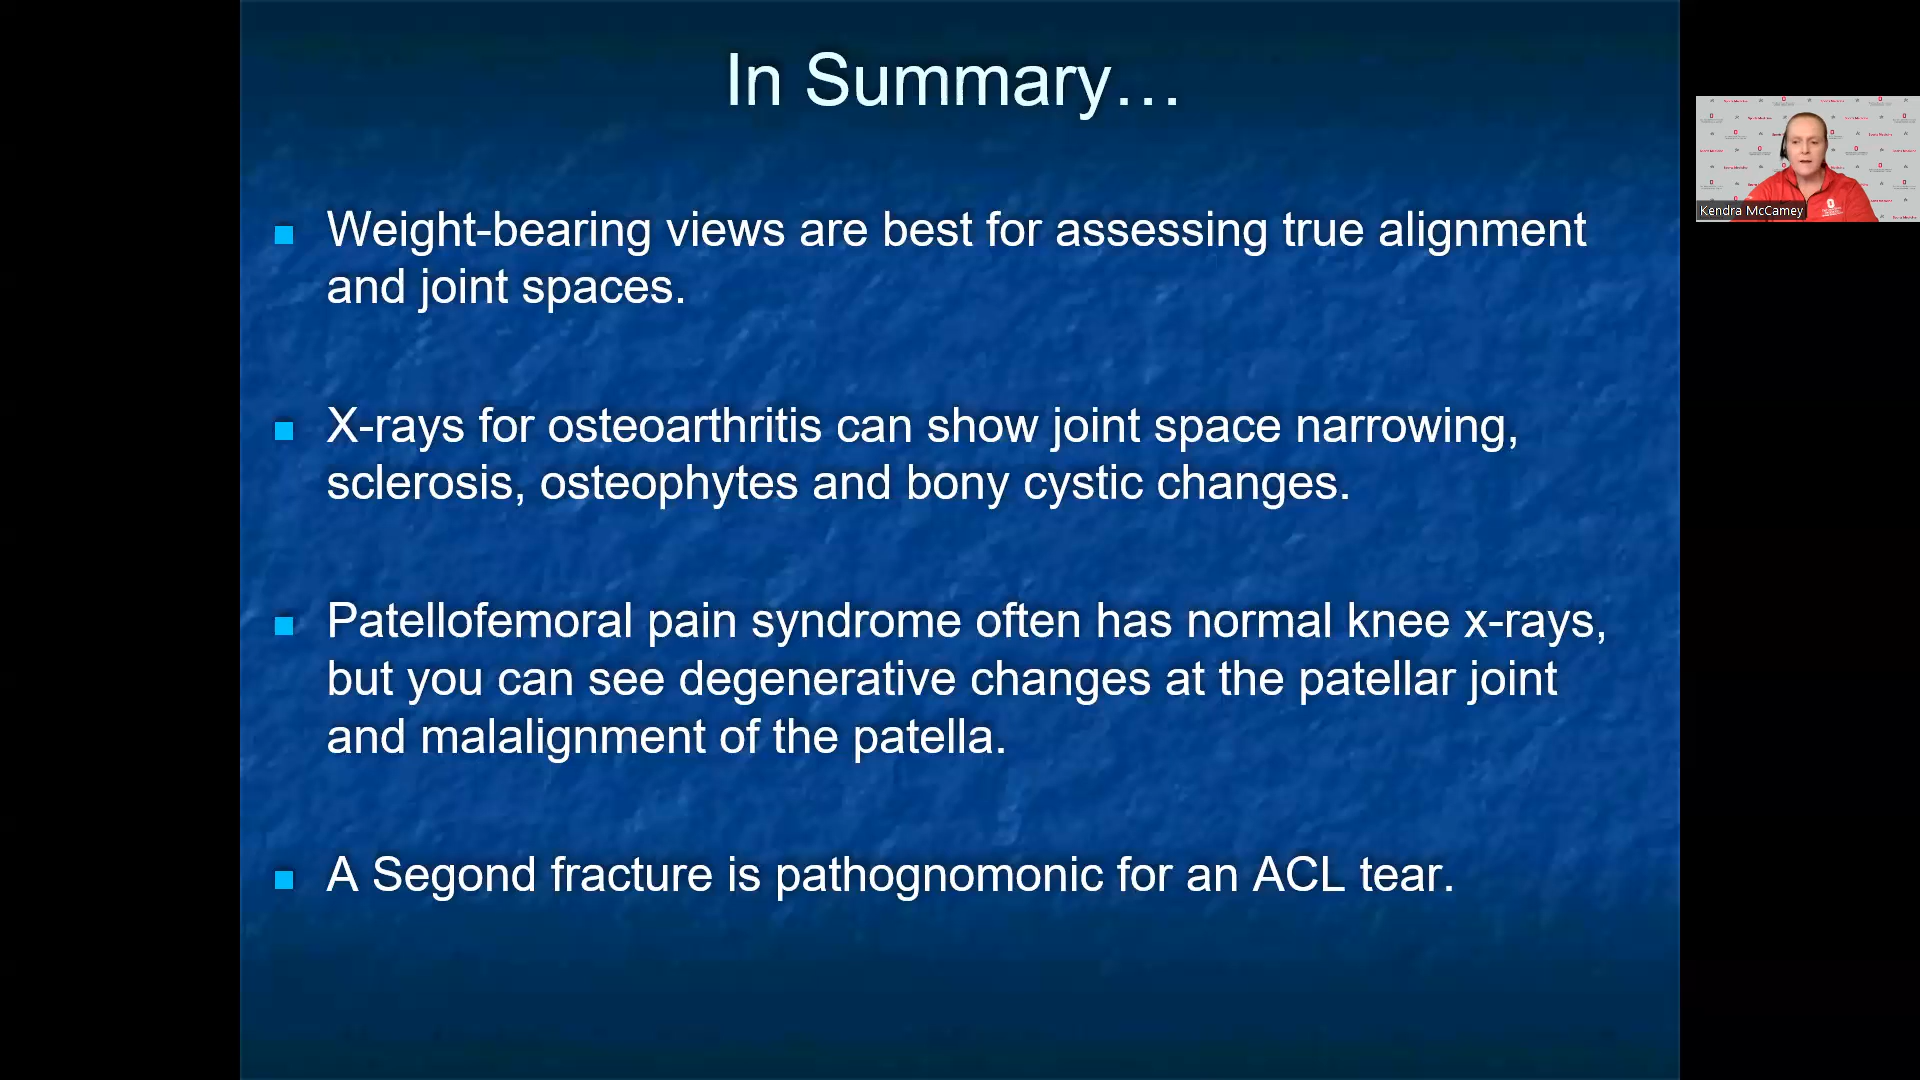 In Summary…
Weight-bearing views are best for assessing true alignment
and joint spaces.
X-rays for osteoarthritis can show joint space narrowing,
sclerosis, osteophytes and bony cystic changes.
Patellofemoral pain syndrome often has normal knee x-rays,
but you can see degenerative changes at the patellar joint
and malalignment of the patella.
A Segond fracture is pathognomonic for an ACL tear.
Kendra McCamey